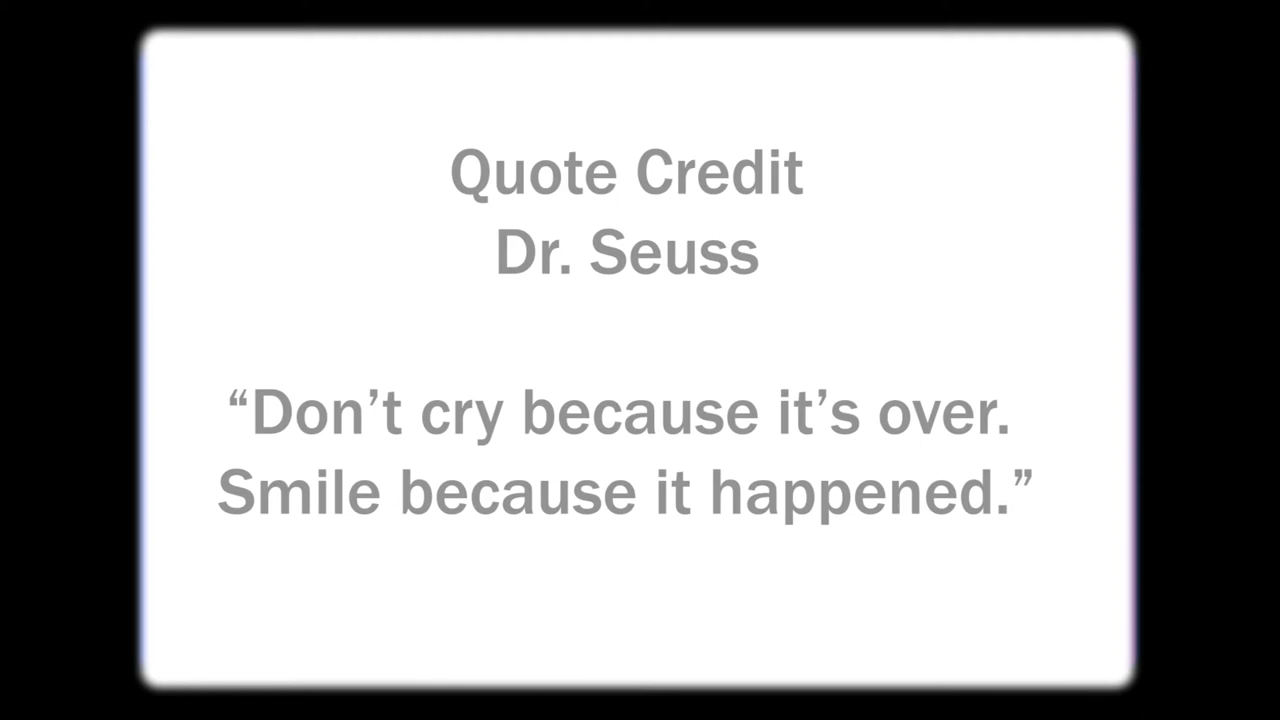 Quote Credit
Dr. Seuss
“Don’t cry because it’s over.
Smile because it happened.”